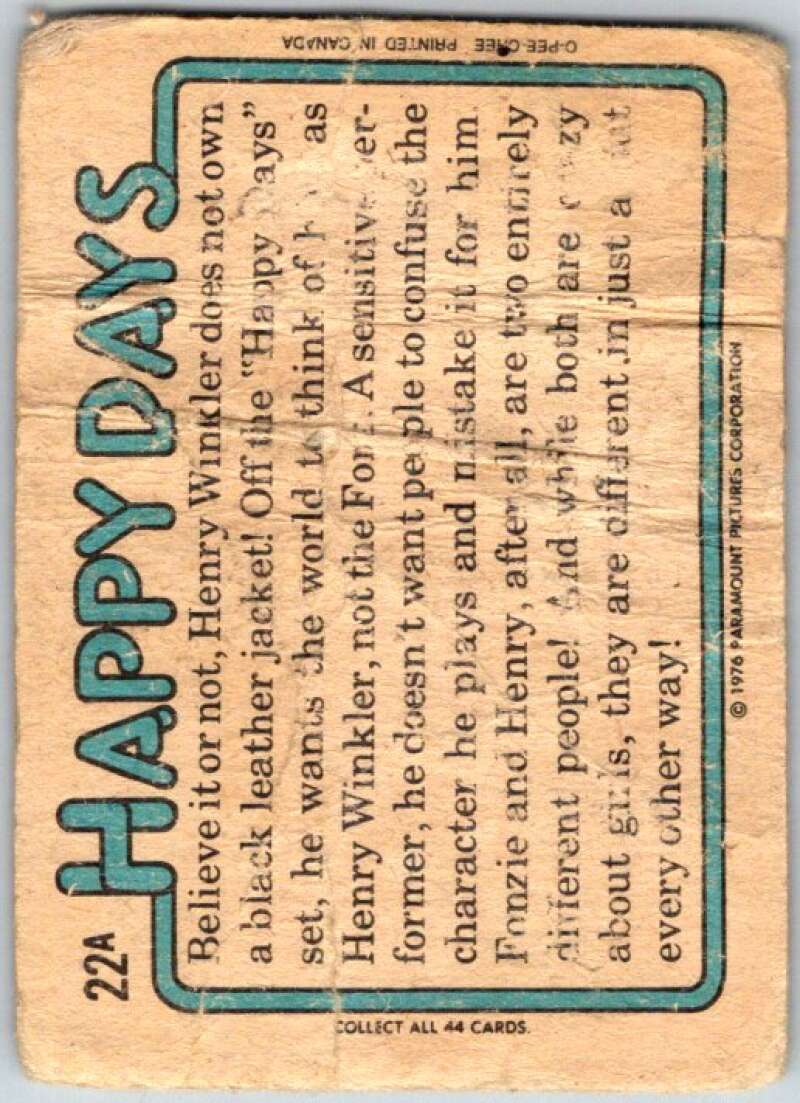 22A
HAPPY DAYS
Believe it or not, Henry Winkler does not own
a black leather jacket! Off the "Happy Days"
set, he wants the world to think of as
Henry Winkler, not the Fonz. A sensitive per-
former, he doesn't want people to confuse the
character he plays and mistake it for him.
Fonzie and Henry, after all, are two entirely
different people! And while both are crazy
about girls, they are different in just a
every other way!
© 1976 PARAMOUNT PICTURES CORPORATION
COLLECT ALL 44 CARDS.
O-PEE-CHEE PRINTED IN CANADA